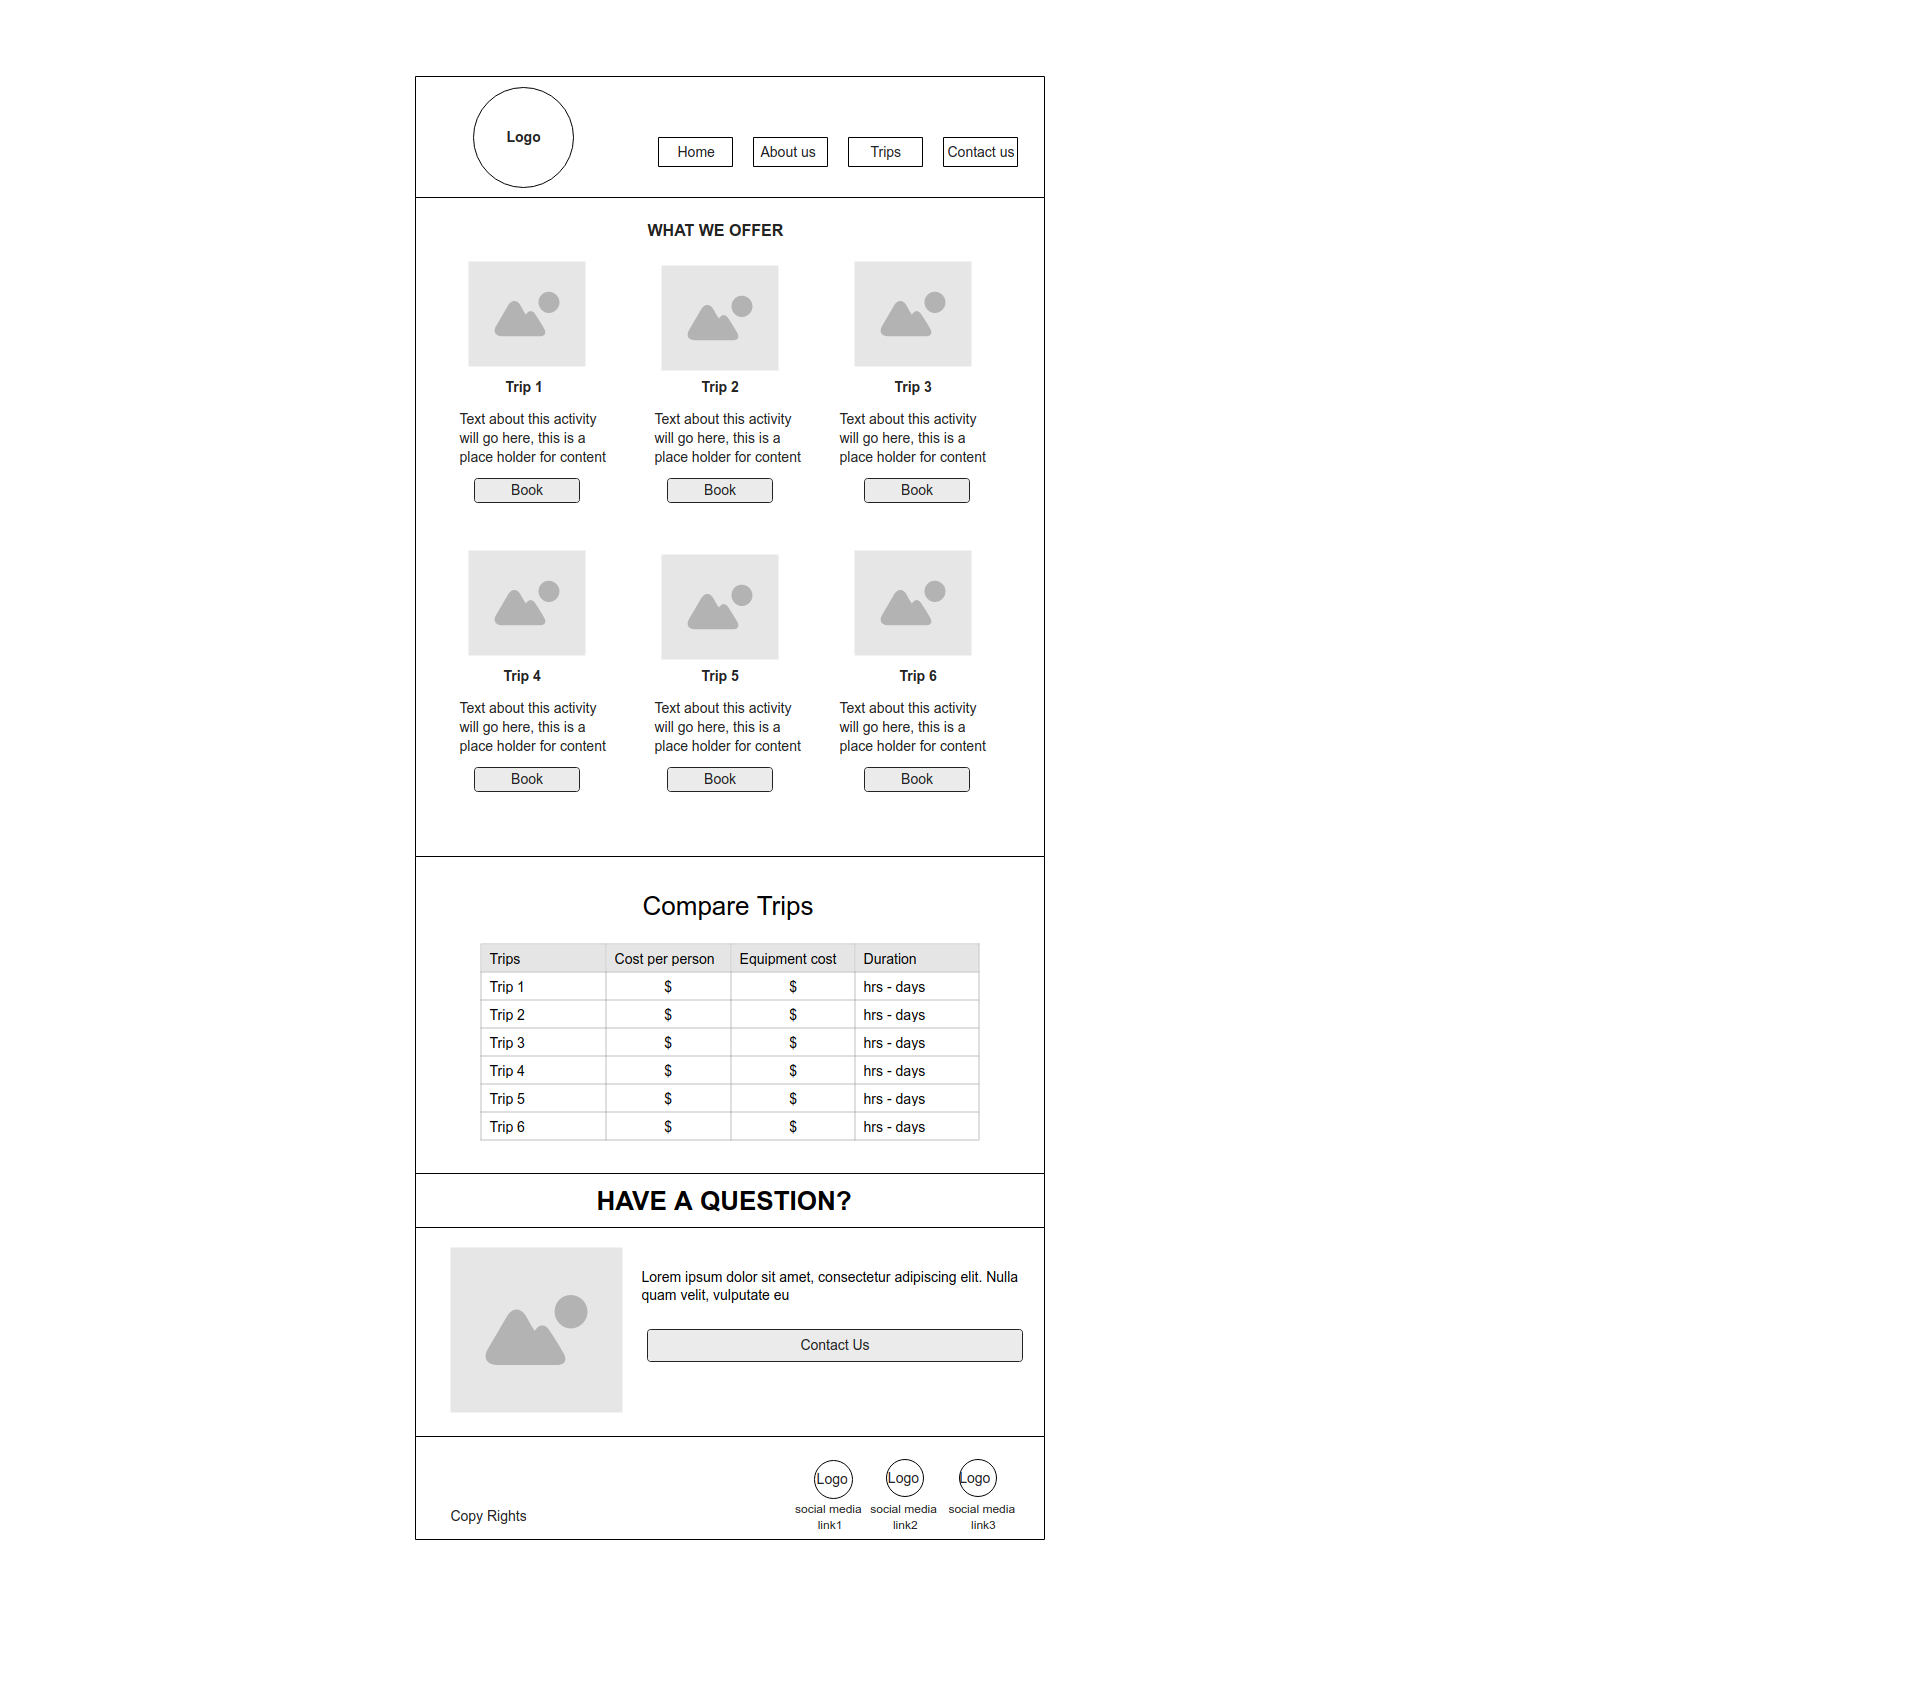 Logo
Home
About us
Trips
Contact us
WHAT WE OFFER
Trip 1
Text about this activity
will go here, this is a
place holder for content
Book
Trip 2
Text about this activity
will go here, this is a
place holder for content
Book
Trip 3
Text about this activity
will go here, this is a
place holder for content
Book
Trip 4
Text about this activity
will go here, this is a
place holder for content
Book
Trip 5
Text about this activity
will go here, this is a
place holder for content
Book
Trip 6
Text about this activity
will go here, this is a
place holder for content
Book
Compare Trips
Trips Cost per person Equipment cost Duration
Trip 1 $ $ hrs - days
Trip 2 $ $ hrs - days
Trip 3 $ $ hrs - days
Trip 4 $ $ hrs - days
Trip 5 $ $ hrs - days
Trip 6 $ $ hrs - days
HAVE A QUESTION?
Lorem ipsum dolor sit amet, consectetur adipiscing elit. Nulla
quam velit, vulputate eu
Contact Us
Copy Rights
Logo
social media
link1
Logo
social media
link2
Logo
social media
link3